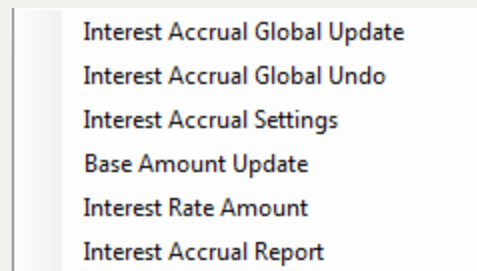 Interest Accrual Global Update
Interest Accrual Global Undo
Interest Accrual Settings
Base Amount Update
Interest Rate Amount
Interest Accrual Report